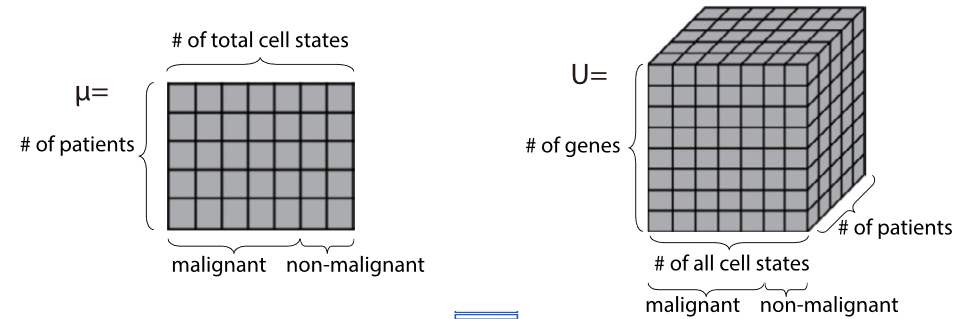 # of total cell states
μ=
# of patients
malignant
non-malignant
U=
# of genes
# of patients
# of all cell states
malignant
non-malignant